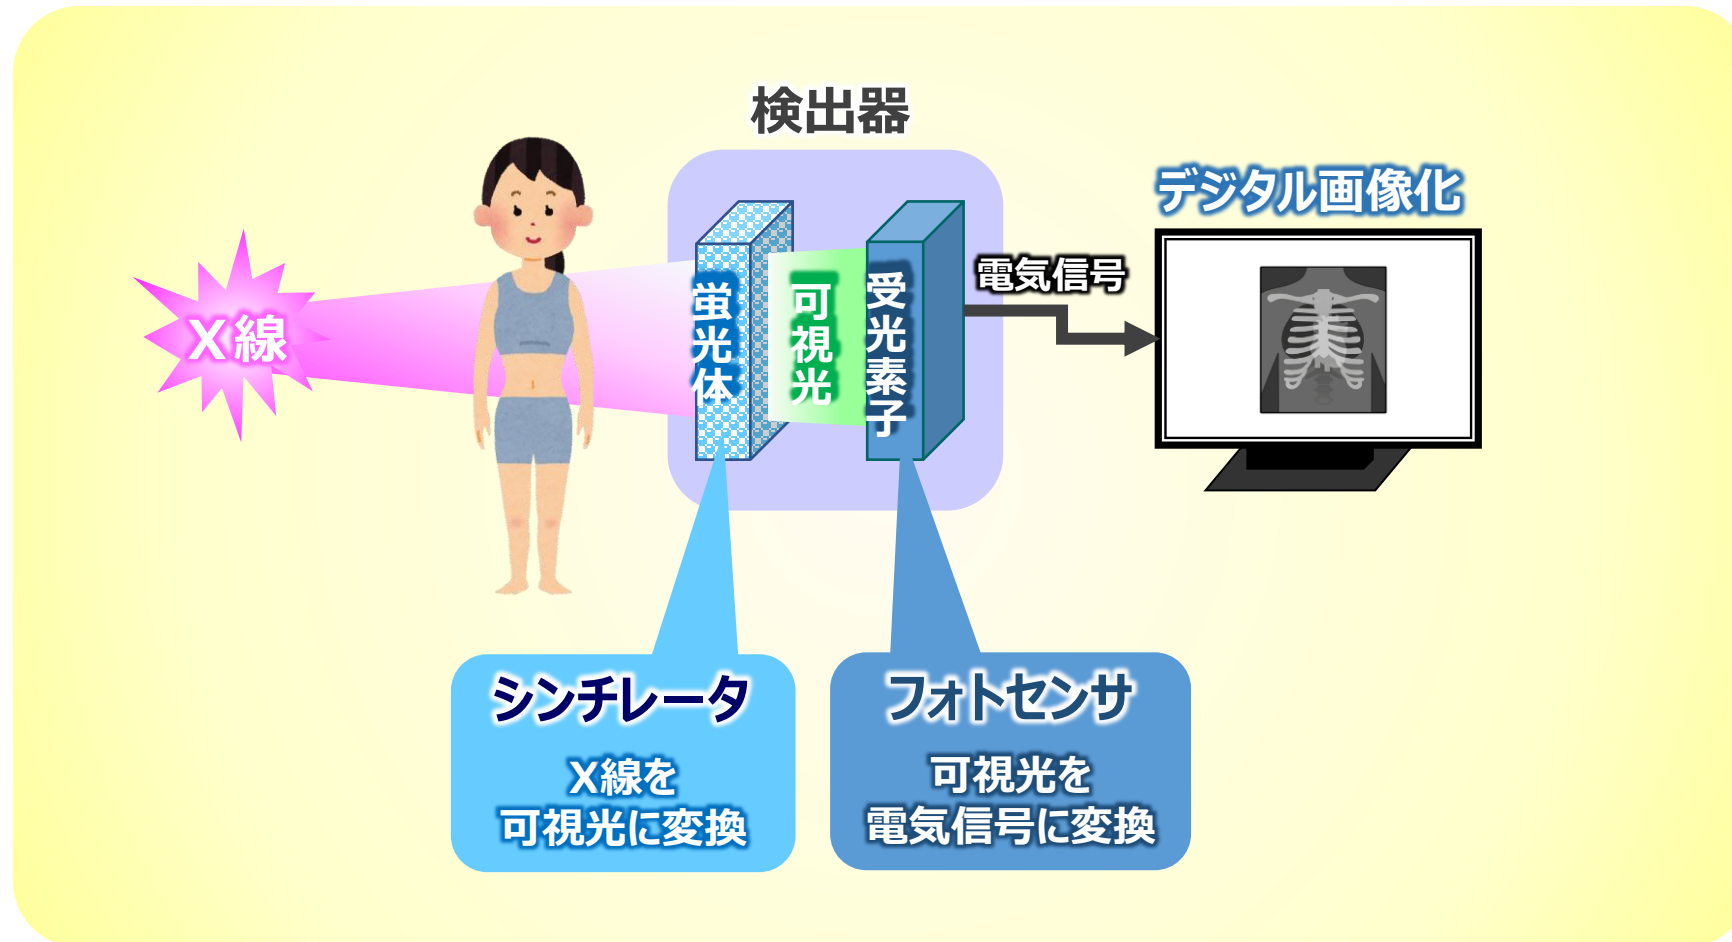 検出器
デジタル画像化
X線
蛍光体
可視光
受光素子
電気信号
シンチレータ
X線を
可視光に変換
フォトセンサ
可視光を
電気信号に変換